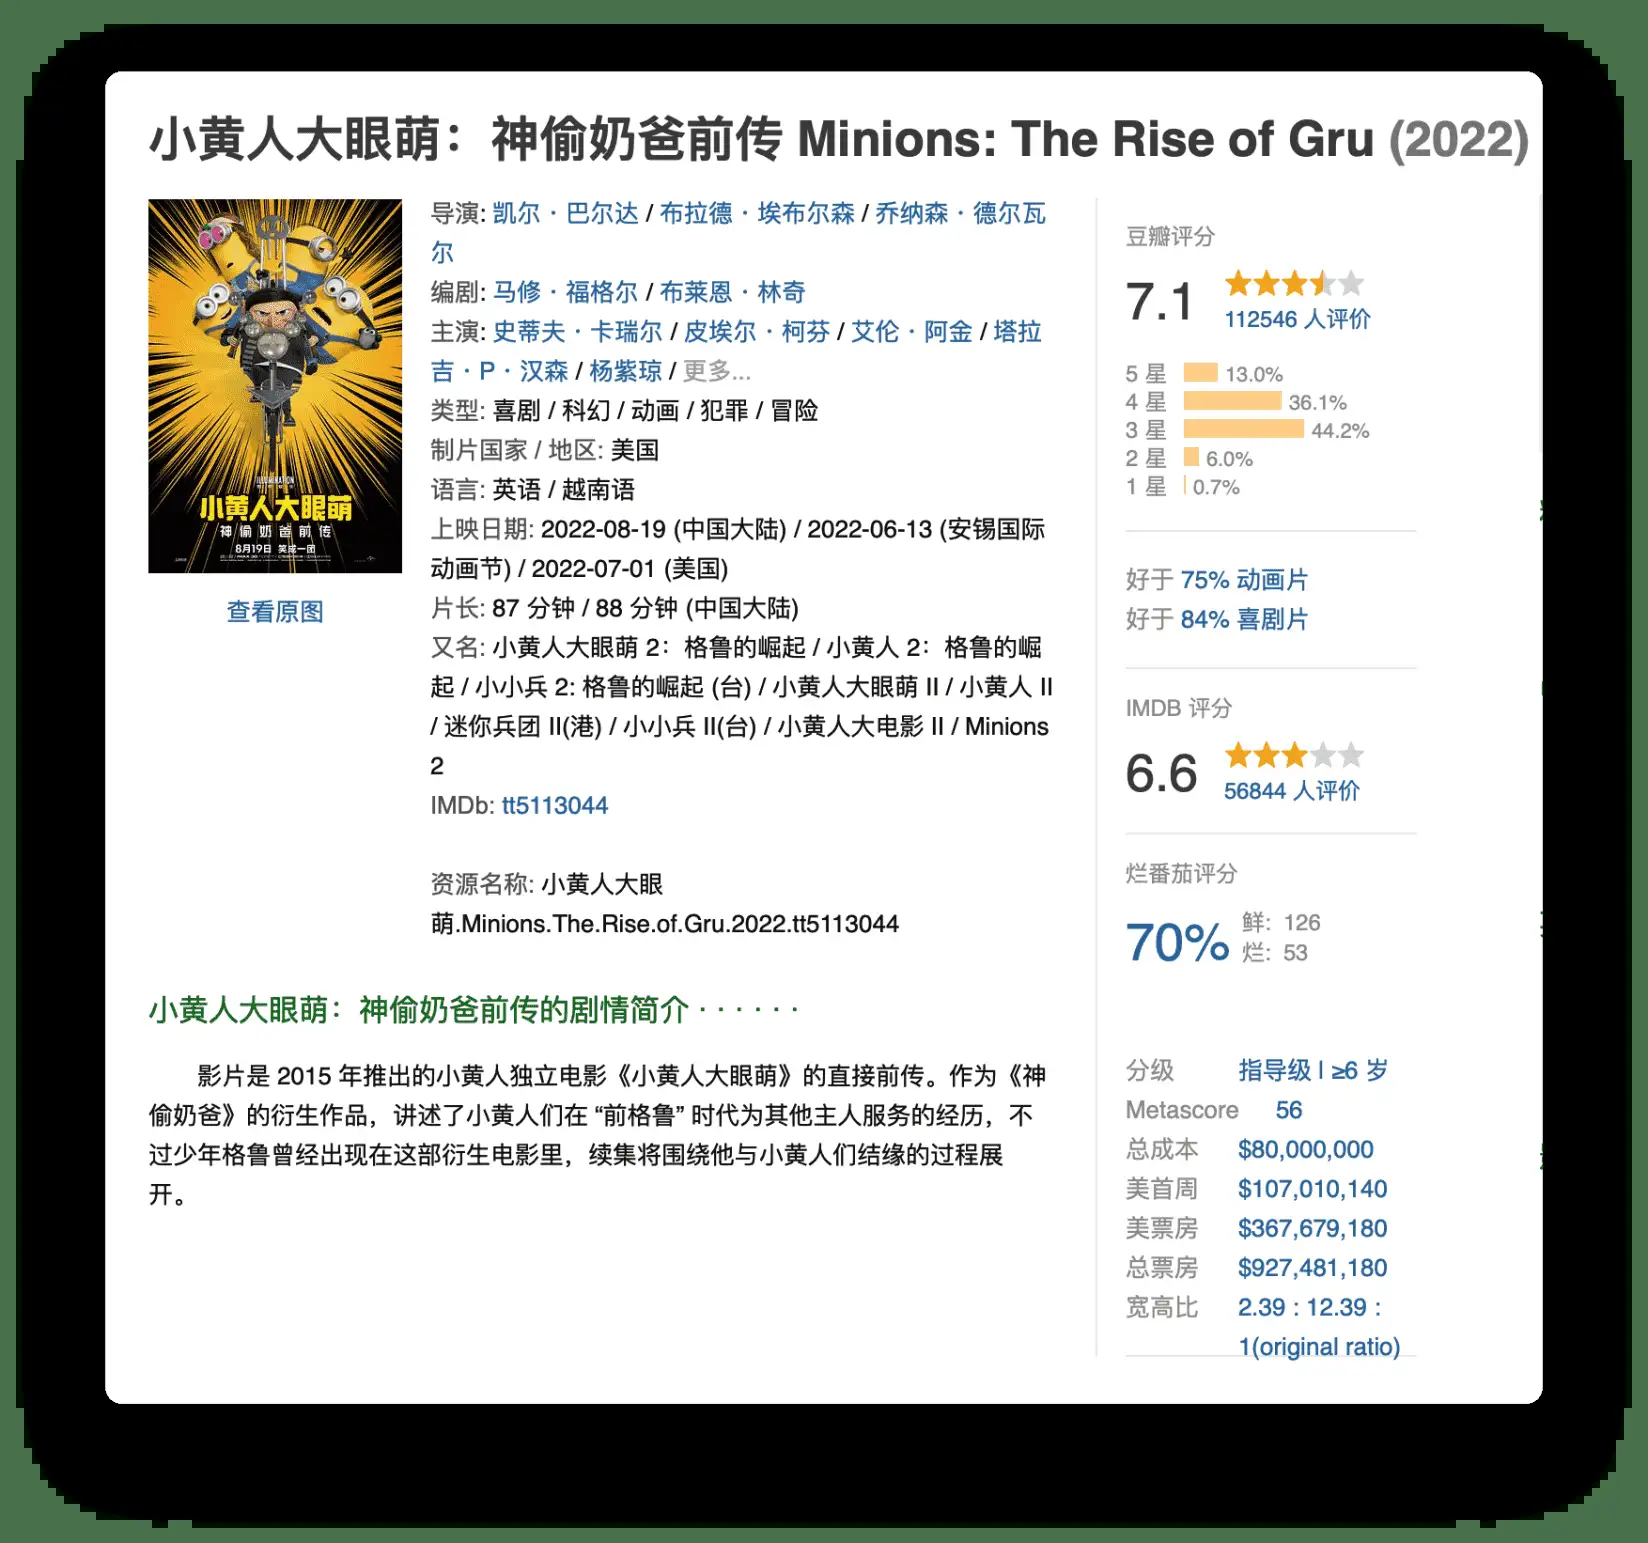 小黄人大眼萌：神偷奶爸前传 Minions: The Rise of Gru (2022)
ILLUMINATION
小黄人大眼萌
神偷奶爸前传
8月19日 笑成一团
查看原图
导演: 凯尔·巴尔达 / 布拉德·埃布尔森 / 乔纳森·德尔瓦
尔
编剧: 马修·福格尔 / 布莱恩·林奇
主演: 史蒂夫·卡瑞尔 / 皮埃尔·柯芬 / 艾伦·阿金 / 塔拉
吉·P·汉森 / 杨紫琼 / 更多...
类型: 喜剧 / 科幻 / 动画 / 犯罪 / 冒险
制片国家 / 地区: 美国
语言: 英语 / 越南语
上映日期: 2022-08-19 (中国大陆) / 2022-06-13 (安锡国际
动画节) / 2022-07-01 (美国)
片长: 87 分钟 / 88 分钟 (中国大陆)
又名: 小黄人大眼萌 2：格鲁的崛起 / 小黄人 2：格鲁的崛
起 / 小小兵 2: 格鲁的崛起 (台) / 小黄人大眼萌 II / 小黄人 II
/ 迷你兵团 II(港) / 小小兵 II(台) / 小黄人大电影 II / Minions
2
IMDb: tt5113044
资源名称: 小黄人大眼
萌.Minions.The.Rise.of.Gru.2022.tt5113044
小黄人大眼萌：神偷奶爸前传的剧情简介 · · · · · ·
影片是 2015 年推出的小黄人独立电影《小黄人大眼萌》的直接前传。作为《神
偷奶爸》的衍生作品，讲述了小黄人们在 “前格鲁” 时代为其他主人服务的经历，不
过少年格鲁曾经出现在这部衍生电影里，续集将围绕他与小黄人们结缘的过程展
开。
豆瓣评分
7.1
112546 人评价
5 星 13.0%
4 星 36.1%
3 星 44.2%
2 星 6.0%
1 星 0.7%
好于 75% 动画片
好于 84% 喜剧片
IMDB 评分
6.6
56844 人评价
烂番茄评分
70% 鲜: 126
烂: 53
分级 指导级 | ≥6 岁
Metascore 56
总成本 $80,000,000
美首周 $107,010,140
美票房 $367,679,180
总票房 $927,481,180
宽高比 2.39 : 12.39 :
1(original ratio)